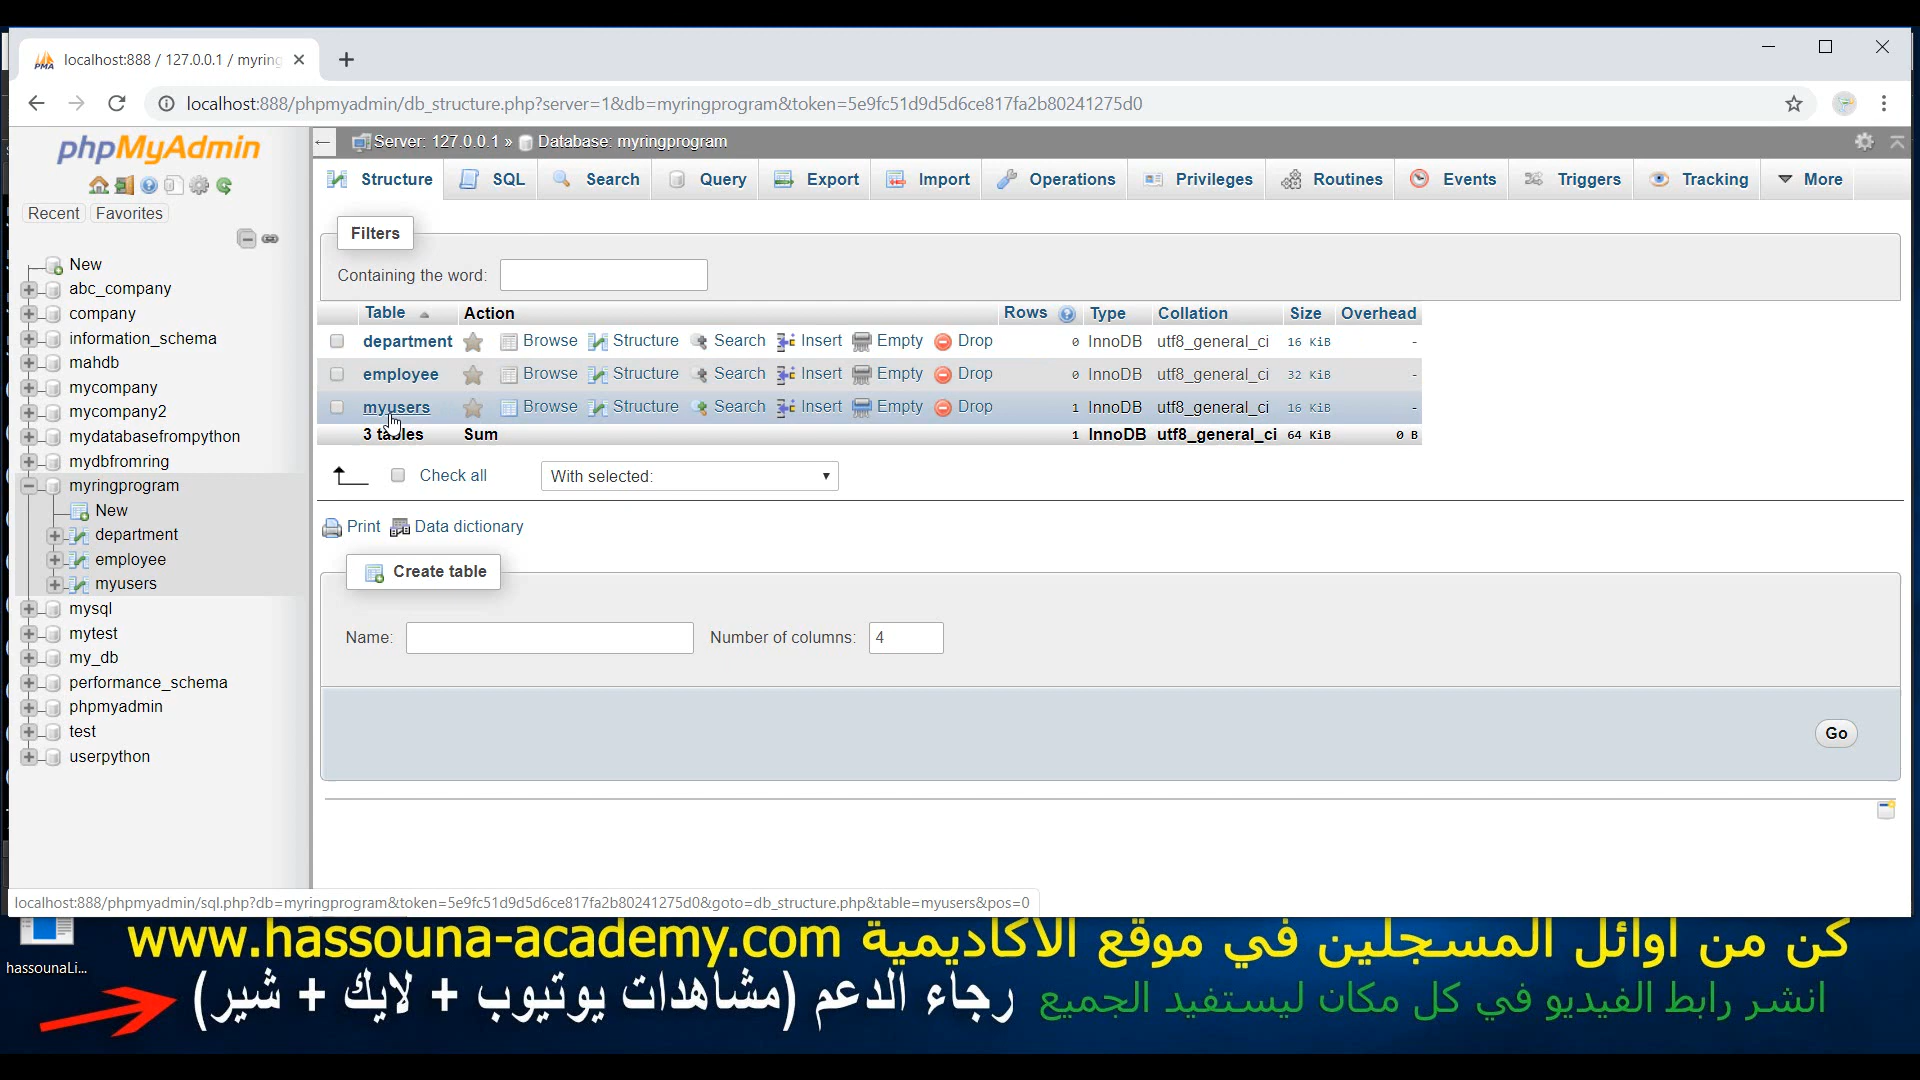 localhost:888 / 127.0.0.1 / myring
localhost:888/phpmyadmin/db_structure.php?server=1&db=myringprogram&token=5e9fc51d9d5d6ce817fa2b80241275d0
phpMyAdmin
Recent Favorites
New
abc_company
company
information_schema
mahdb
mycompany
mycompany2
mydatabasefrompython
mydbfromring
myringprogram
New
department
employee
myusers
mysql
mytest
my_db
performance_schema
phpmyadmin
test
userpython
Server: 127.0.0.1 » Database: myringprogram
Structure SQL Search Query Export Import Operations Privileges Routines Events Triggers Tracking More
Filters
Containing the word:
Table Action Rows Type Collation Size Overhead
department Browse Structure Search Insert Empty Drop 0 InnoDB utf8_general_ci 16 KiB -
employee Browse Structure Search Insert Empty Drop 0 InnoDB utf8_general_ci 32 KiB -
myusers Browse Structure Search Insert Empty Drop 1 InnoDB utf8_general_ci 16 KiB -
3 tables Sum 1 InnoDB utf8_general_ci 64 KiB 0 B
Check all With selected:
Print Data dictionary
Create table
Name: Number of columns: 4
Go
localhost:888/phpmyadmin/sql.php?db=myringprogram&token=5e9fc51d9d5d6ce817fa2b80241275d0&goto=db_structure.php&table=myusers&pos=0
hassounaLi...
كن من اوائل المسجلين في موقع الاكاديمية www.hassouna-academy.com
انشر رابط الفيديو في كل مكان ليستفيد الجميع رجاء الدعم (مشاهدات يوتيوب + لايك + شير)